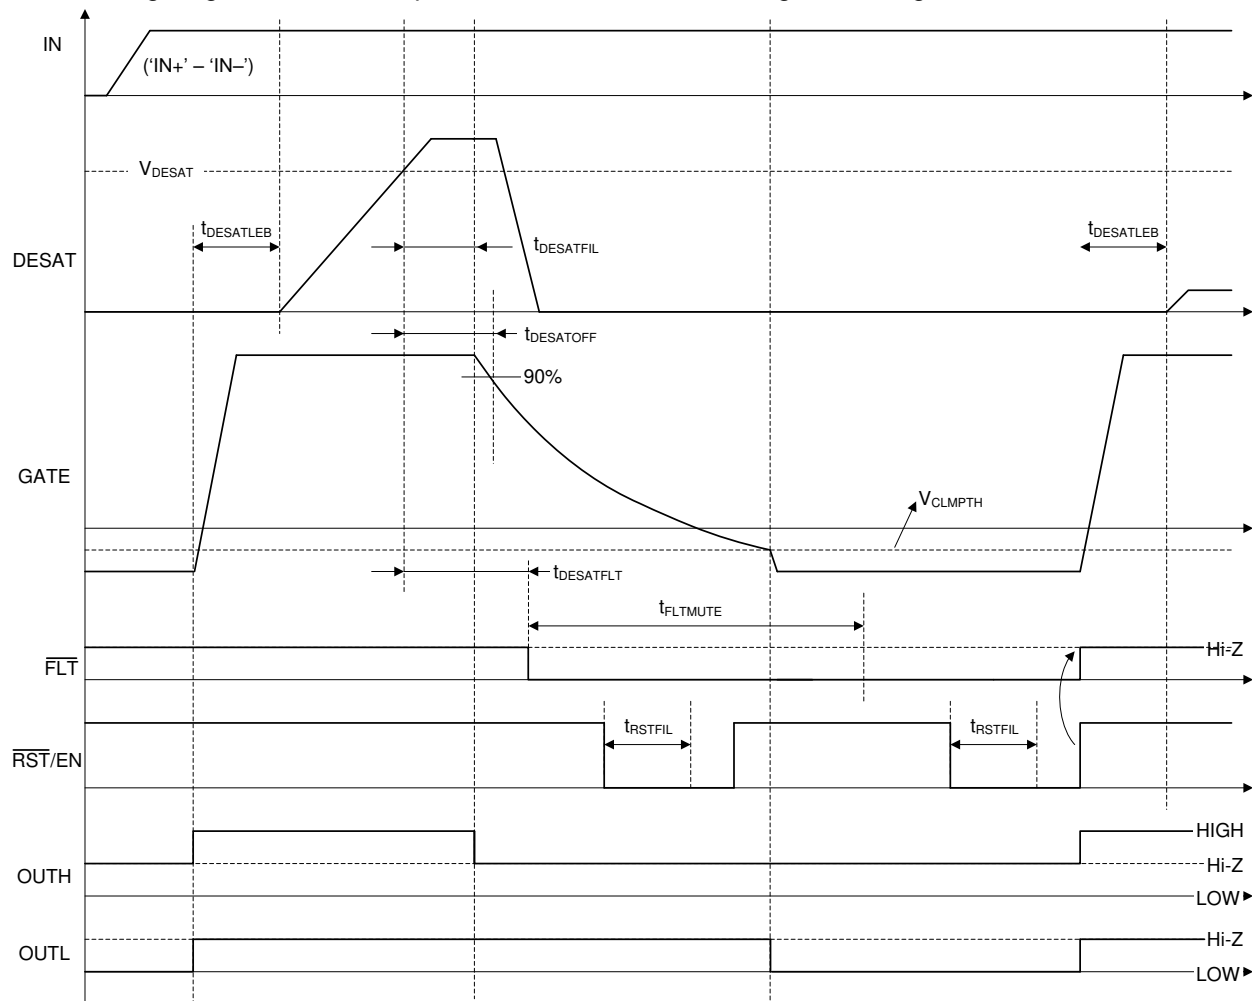 IN
('IN+' – 'IN–')
VDESAT
tDESATLEB
tDESATLEB
DESAT
tDESATFIL
tDESATOFF
90%
GATE
VCLMPTH
tDESATFLT
tFLTMUTE
FLT
Hi-Z
RST/EN
tRSTFIL
tRSTFIL
HIGH
OUTH
Hi-Z
LOW
OUTL
Hi-Z
LOW